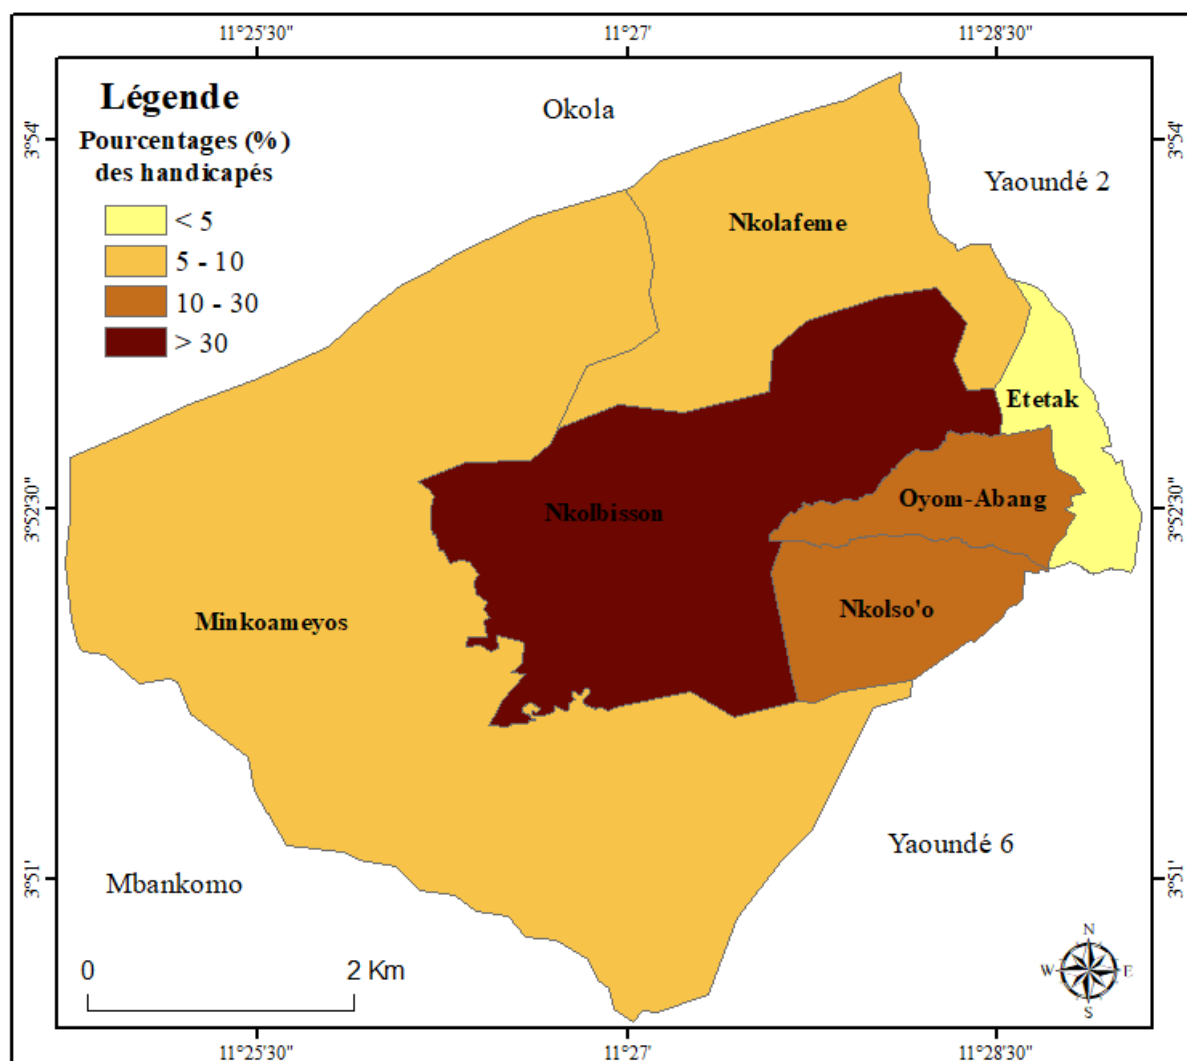 11°25'30" 11°27' 11°28'30"
Légende
Pourcentages (%)
des handicapés
< 5
5 - 10
10 - 30
> 30
Okola
Yaoundé 2
3°54' 3°54'
Nkolafeme
Etetak
Oyom-Abang
Nkolbisson
3°52'30" 3°52'30"
Nkolso'o
Minkoameyos
Yaoundé 6
Mbankomo
3°51' 3°51'
N
W E
S
0 2 Km
11°25'30" 11°27' 11°28'30"